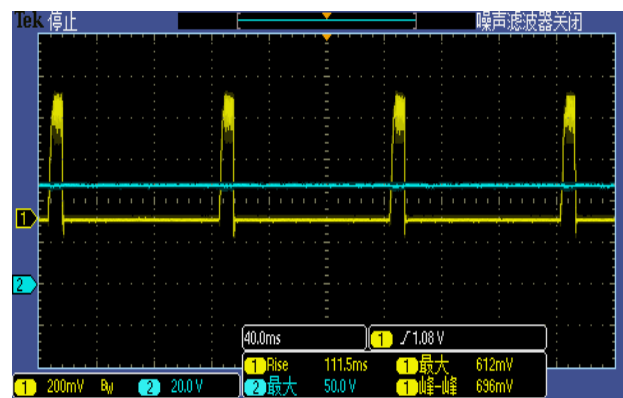 Tek 停止 噪声滤波器关闭
1
2
40.0ms 1 1.08 V
1 Rise 111.5ms 1 最大 612mV
1 200mV BW 2 20.0 V 2 最大 50.0 V 1 峰-峰 696mV